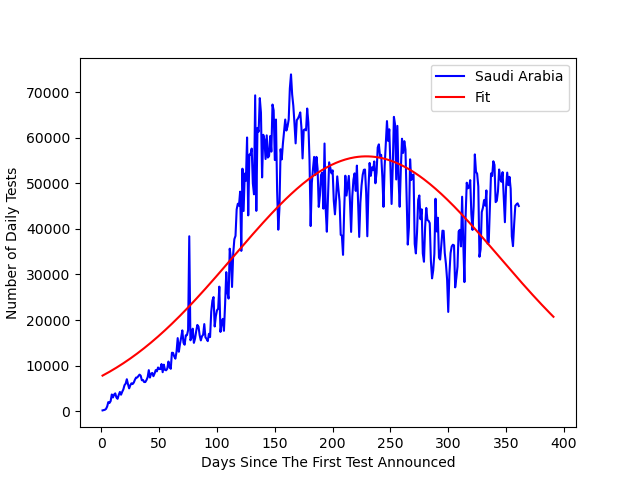 Saudi Arabia
Fit
Number of Daily Tests
70000
60000
50000
40000
30000
20000
10000
0
0 50 100 150 200 250 300 350 400
Days Since The First Test Announced